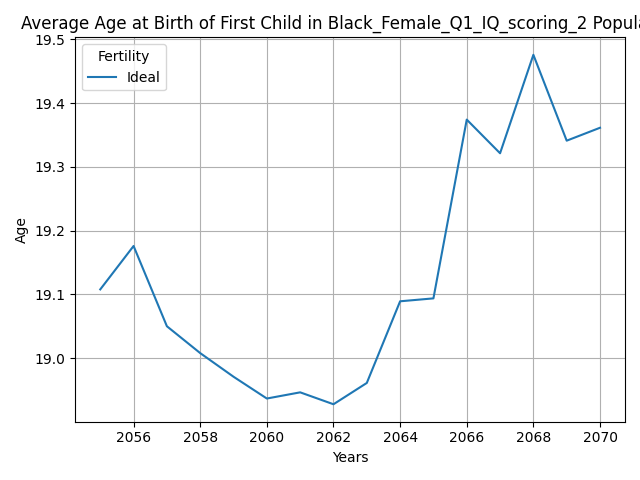 Average Age at Birth of First Child in Black_Female_Q1_IQ_scoring_2 Popula
19.5
Fertility
Ideal
19.4
19.3
19.2
19.1
19.0
Age
2056 2058 2060 2062 2064 2066 2068 2070
Years